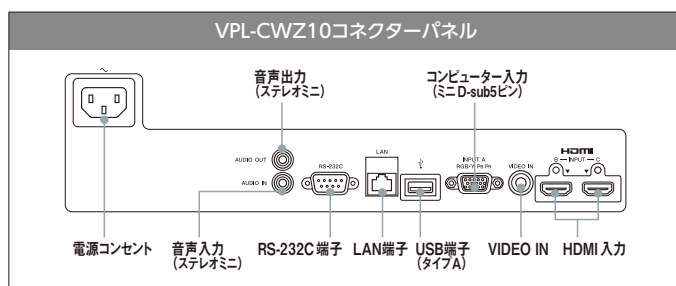 VPL-CWZ10コネクターパネル
音声出力
（ステレオミニ）
コンピューター入力
（ミニD-sub5ピン）
AUDIO OUT
AUDIO IN
RS-232C
LAN
INPUT A
RGB/YPBPR
VIDEO IN
HDMI
B — INPUT — C
電源コンセント
音声入力
（ステレオミニ）
RS-232C 端子
LAN端子
USB端子
（タイプA）
VIDEO IN
HDMI 入力